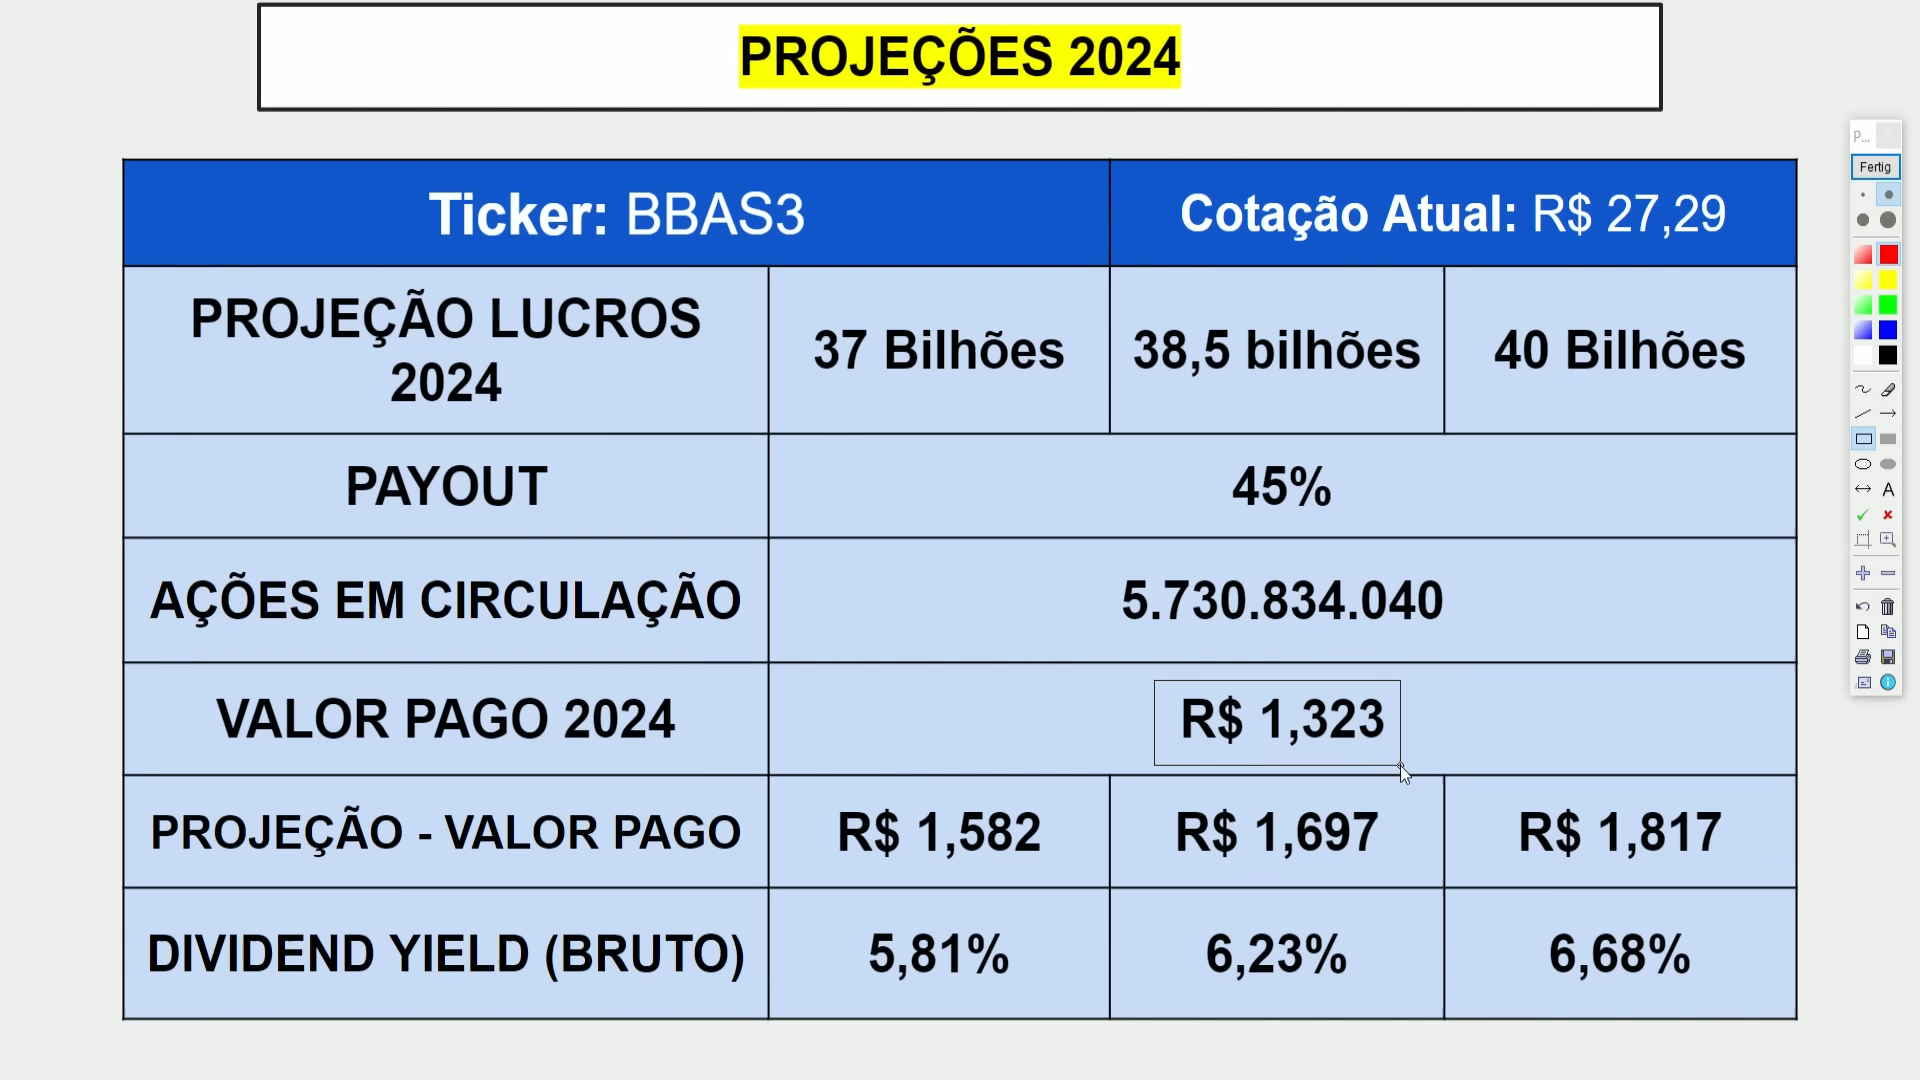 PROJEÇÕES 2024
Ticker: BBAS3
Cotação Atual: R$ 27,29
PROJEÇÃO LUCROS
2024
37 Bilhões
38,5 bilhões
40 Bilhões
PAYOUT
45%
AÇÕES EM CIRCULAÇÃO
5.730.834.040
VALOR PAGO 2024
R$ 1,323
PROJEÇÃO - VALOR PAGO
R$ 1,582
R$ 1,697
R$ 1,817
DIVIDEND YIELD (BRUTO)
5,81%
6,23%
6,68%
P...
Fertig
A